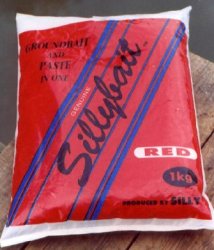 GROUNDBAIT
AND
PASTE
IN ONE
GENUINE
Sillybait
RED
1kg
PRODUCED BY SILLY